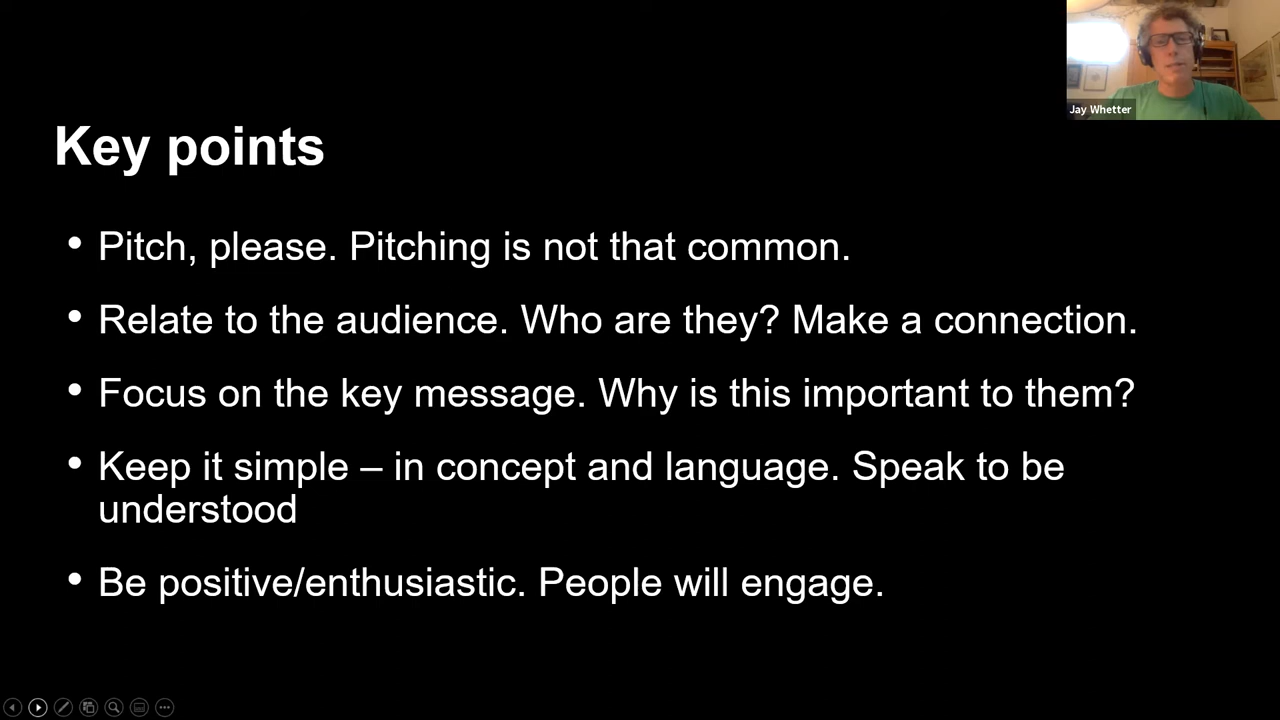 Jay Whetter
Key points
• Pitch, please. Pitching is not that common.
• Relate to the audience. Who are they? Make a connection.
• Focus on the key message. Why is this important to them?
• Keep it simple – in concept and language. Speak to be
understood
• Be positive/enthusiastic. People will engage.